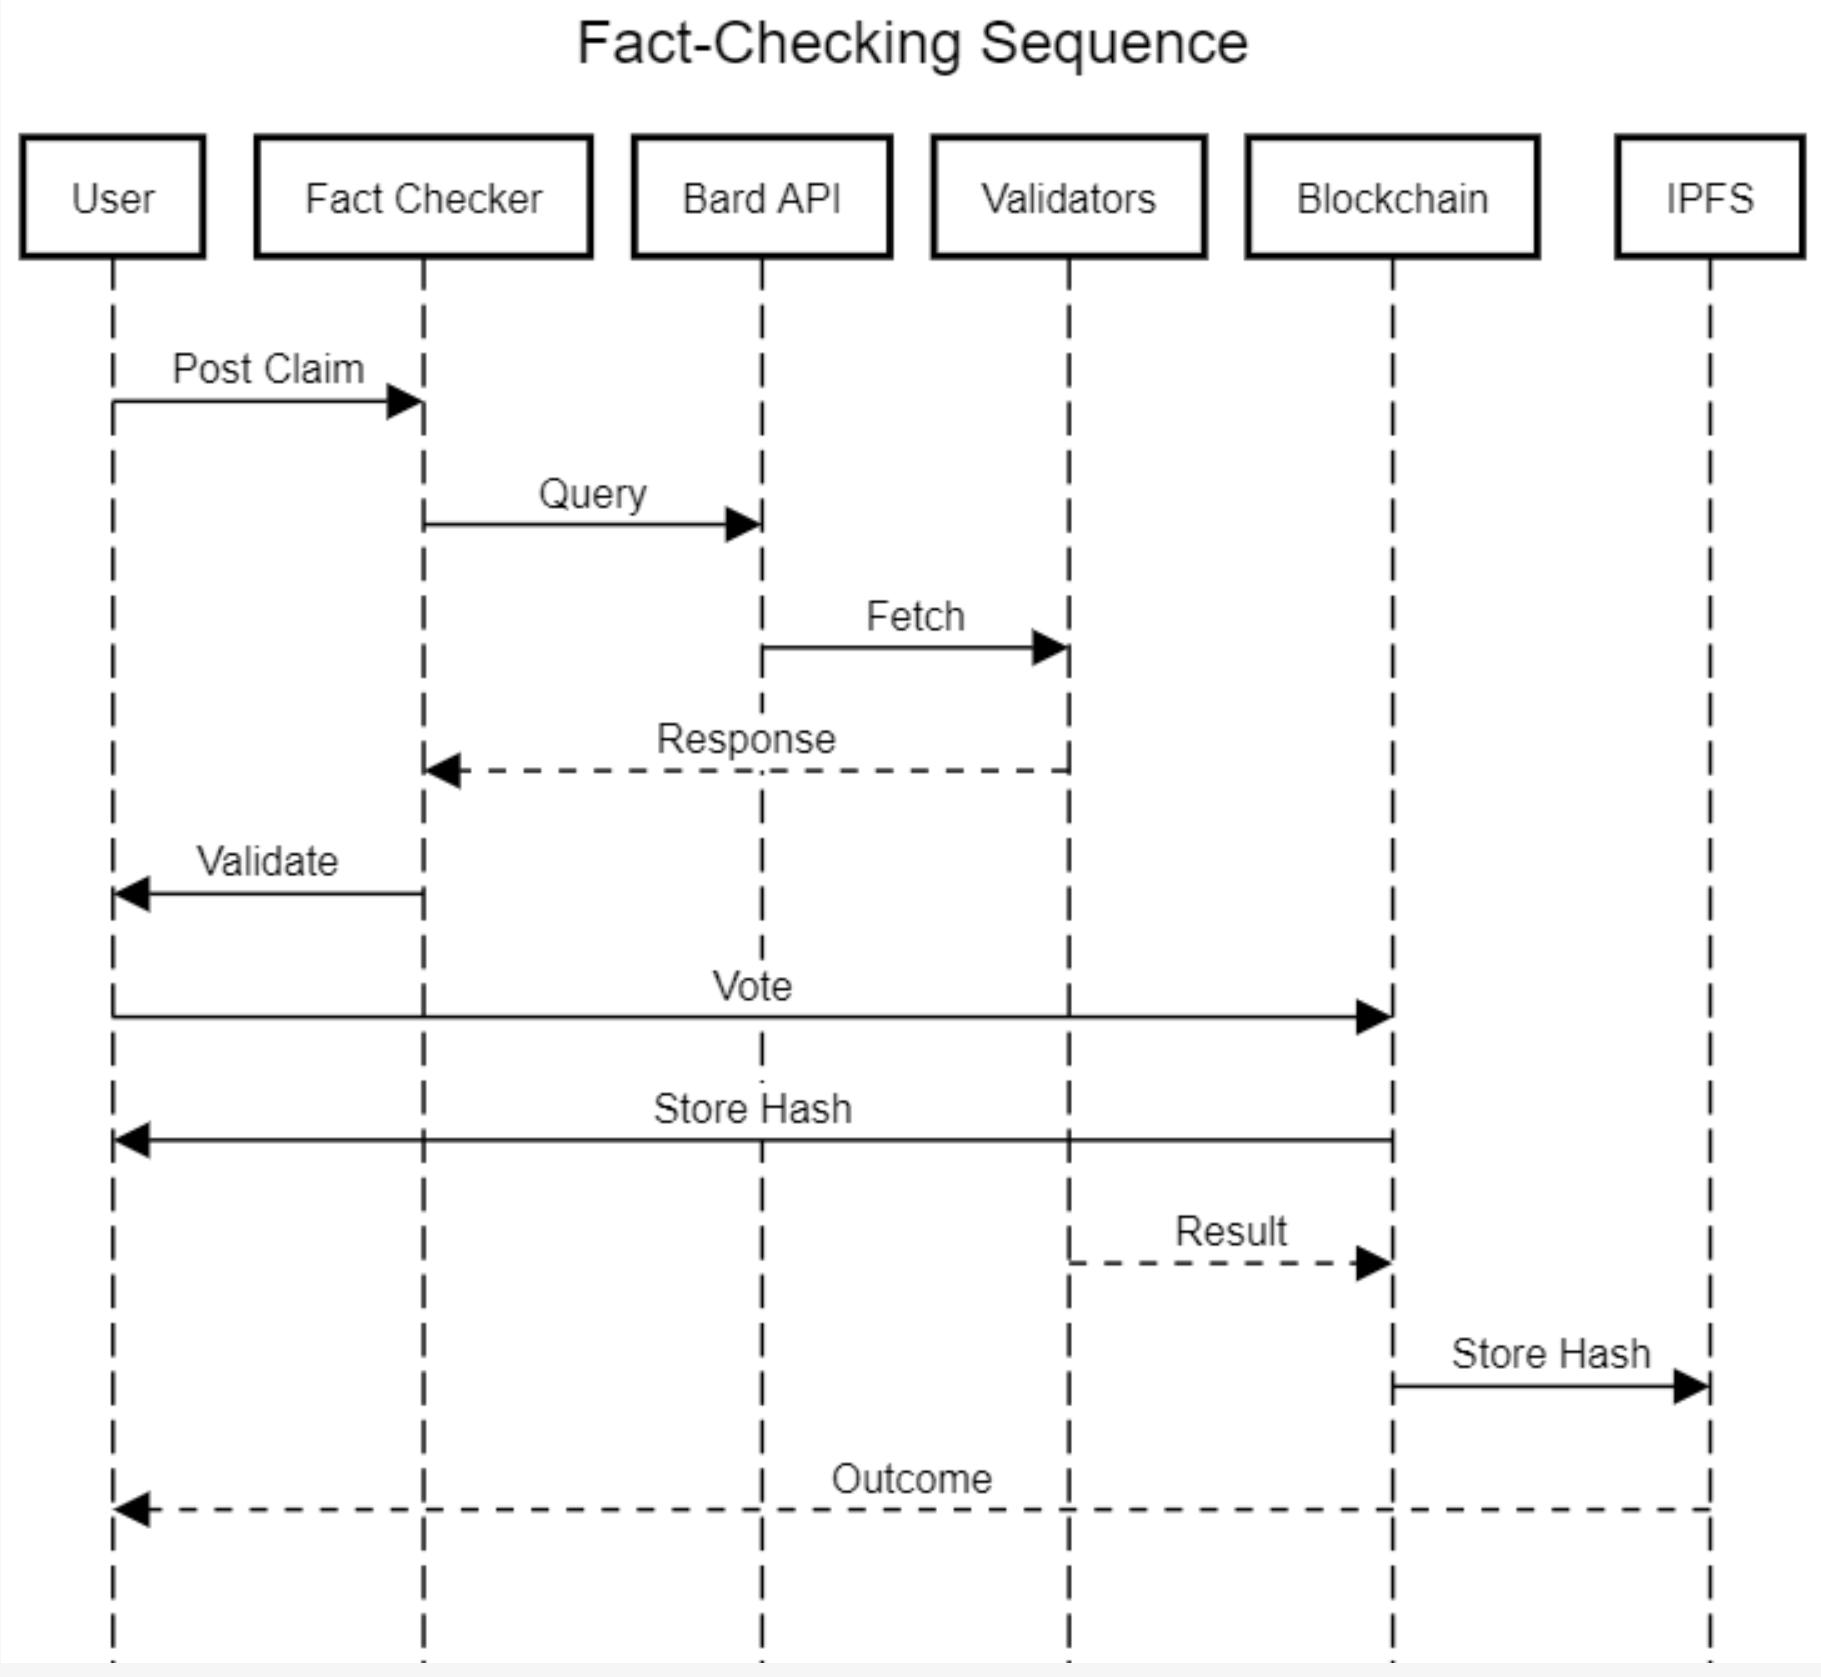 Fact-Checking Sequence
User
Fact Checker
Bard API
Validators
Blockchain
IPFS
Post Claim
Query
Fetch
Response
Validate
Vote
Store Hash
Result
Store Hash
Outcome